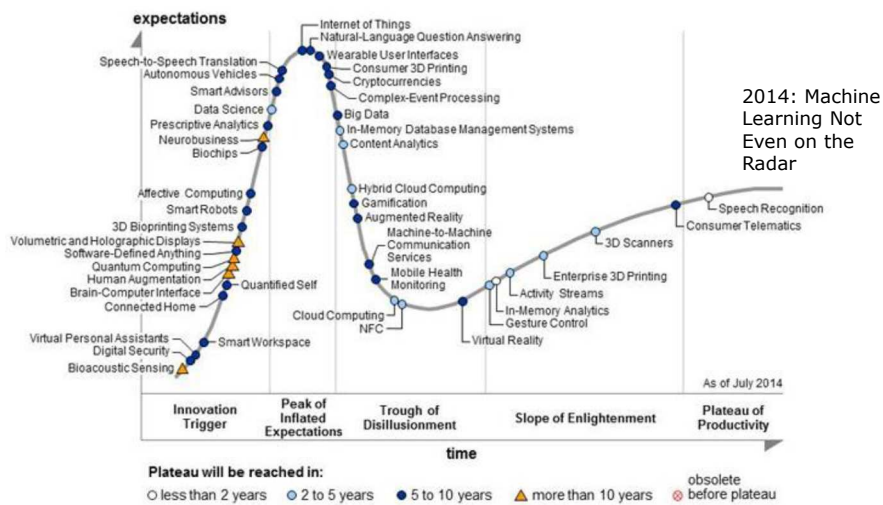 expectations
Internet of Things
Natural-Language Question Answering
Wearable User Interfaces
Consumer 3D Printing
Cryptocurrencies
Complex-Event Processing
Speech-to-Speech Translation
Autonomous Vehicles
Smart Advisors
Data Science
Prescriptive Analytics
Neurobusiness
Biochips
Big Data
In-Memory Database Management Systems
Content Analytics
2014: Machine
Learning Not
Even on the
Radar
Affective Computing
Smart Robots
3D Bioprinting Systems
Volumetric and Holographic Displays
Software-Defined Anything
Quantum Computing
Human Augmentation
Brain-Computer Interface
Connected Home
Quantified Self
Hybrid Cloud Computing
Gamification
Augmented Reality
Machine-to-Machine
Communication
Services
Mobile Health
Monitoring
Cloud Computing
NFC
Virtual Personal Assistants
Digital Security
Bioacoustic Sensing
Smart Workspace
Speech Recognition
Consumer Telematics
3D Scanners
Enterprise 3D Printing
Activity Streams
In-Memory Analytics
Gesture Control
Virtual Reality
As of July 2014
Innovation
Trigger
Peak of
Inflated
Expectations
Trough of
Disillusionment
Slope of Enlightenment
Plateau of
Productivity
time
Plateau will be reached in:
less than 2 years
2 to 5 years
5 to 10 years
more than 10 years
obsolete
before plateau